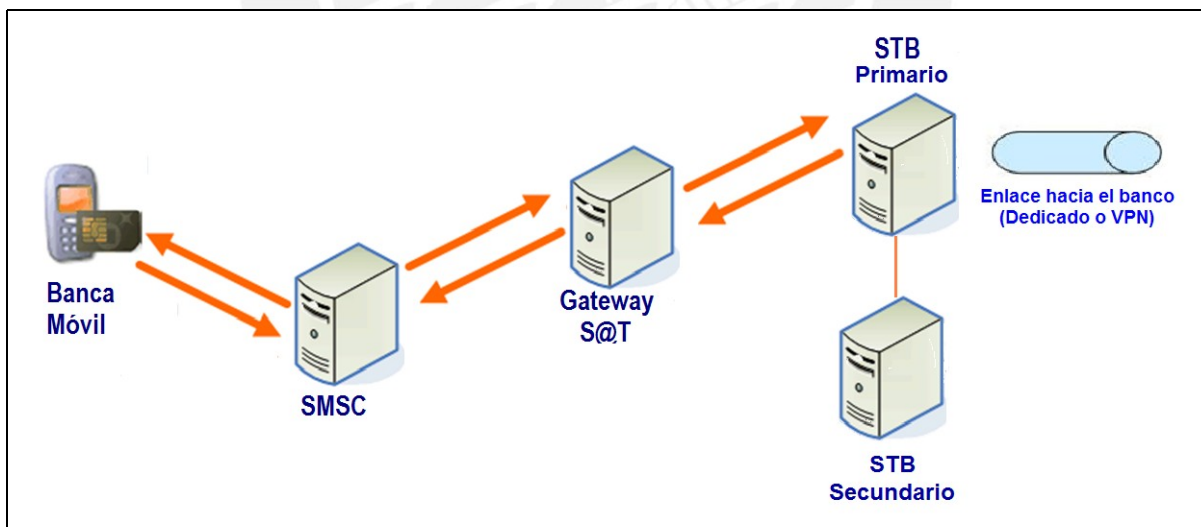 STB
Primario
Enlace hacia el banco
(Dedicado o VPN)
Banca
Móvil
Gateway
S@T
SMSC
STB
Secundario